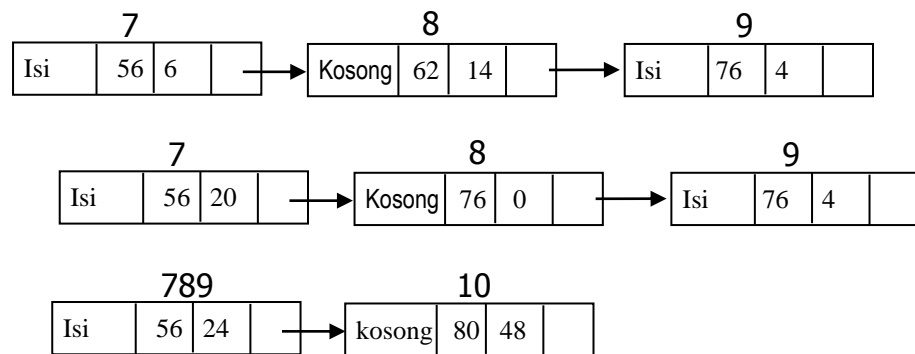 7 8 9
Isi 56 6 Kosong 62 14 Isi 76 4
7 8 9
Isi 56 20 Kosong 76 0 Isi 76 4
789 10
Isi 56 24 kosong 80 48